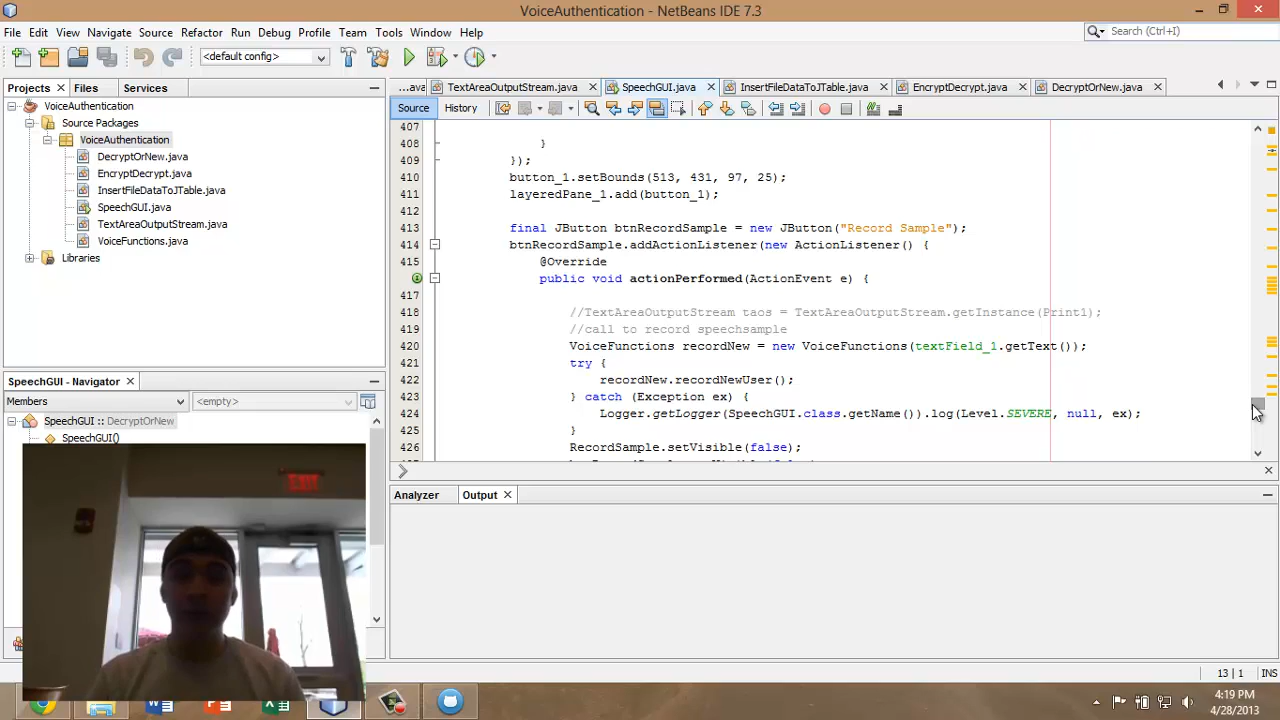 VoiceAuthentication - NetBeans IDE 7.3
File Edit View Navigate Source Refactor Run Debug Profile Team Tools Window Help
Search (Ctrl+I)
<default config>
Projects Files Services
...ava TextAreaOutputStream.java SpeechGUI.java InsertFileDataToJTable.java EncryptDecrypt.java DecryptOrNew.java
Source History
VoiceAuthentication
Source Packages
VoiceAuthentication
DecryptOrNew.java
EncryptDecrypt.java
InsertFileDataToJTable.java
SpeechGUI.java
TextAreaOutputStream.java
VoiceFunctions.java
Libraries
SpeechGUI - Navigator
Members <empty>
SpeechGUI :: DecryptOrNew
SpeechGUI()
407
408 }
409 });
410 button_1.setBounds(513, 431, 97, 25);
411 layeredPane_1.add(button_1);
412
413 final JButton btnRecordSample = new JButton("Record Sample");
414 btnRecordSample.addActionListener(new ActionListener() {
415 @Override
416 public void actionPerformed(ActionEvent e) {
417
418 //TextAreaOutputStream taos = TextAreaOutputStream.getInstance(Print1);
419 //call to record speechsample
420 VoiceFunctions recordNew = new VoiceFunctions(textField_1.getText());
421 try {
422 recordNew.recordNewUser();
423 } catch (Exception ex) {
424 Logger.getLogger(SpeechGUI.class.getName()).log(Level.SEVERE, null, ex);
425 }
426 RecordSample.setVisible(false);
Analyzer Output
EXIT
13 | 1 INS
4:19 PM
4/28/2013